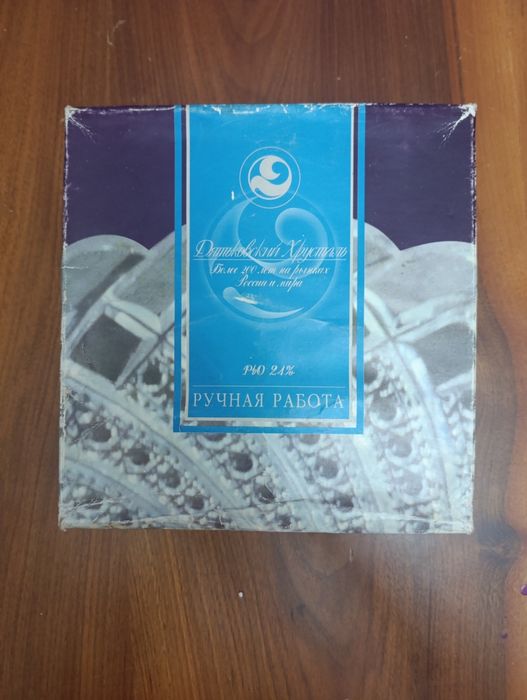 Дятьковский Хрусталь
Более 200 лет на рынках
России и мира
PbO 24%
РУЧНАЯ РАБОТА